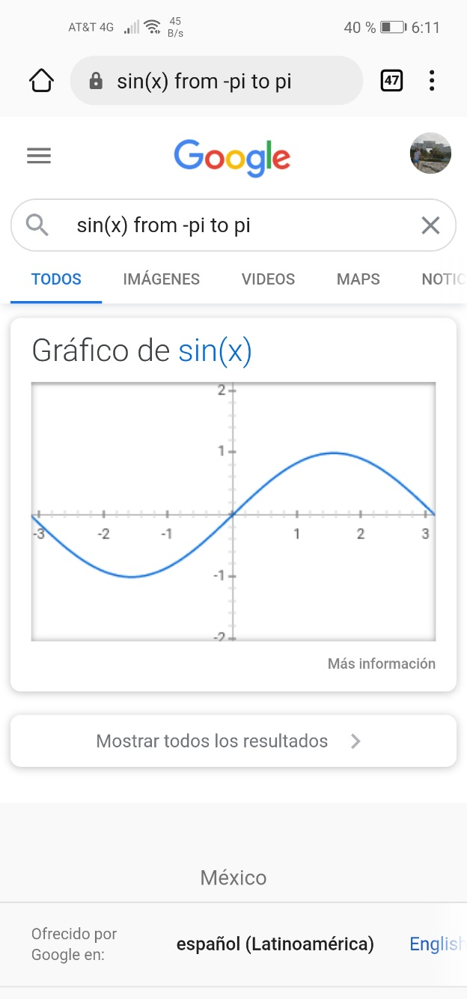 AT&T 4G 45 B/s 40 % 6:11
sin(x) from -pi to pi 47
Google
sin(x) from -pi to pi
TODOS IMÁGENES VIDEOS MAPS NOTIC
Gráfico de sin(x)
2
1
-3 -2 -1 1 2 3
-1
-2
Más información
Mostrar todos los resultados
México
Ofrecido por
Google en: español (Latinoamérica) English